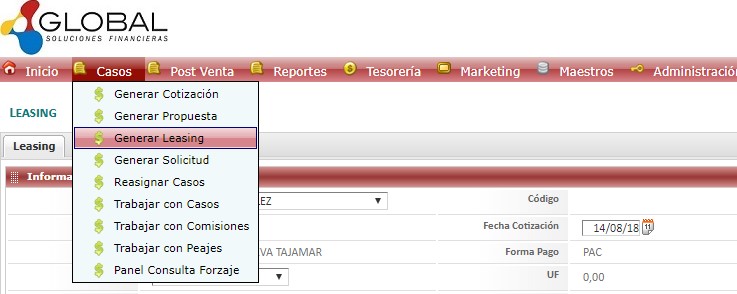 GLOBAL
SOLUCIONES FINANCIERAS
Inicio Casos Post Venta Reportes Tesorería Marketing Maestros Administración
LEASING
Leasing
Generar Cotización
Generar Propuesta
Generar Leasing
Generar Solicitud
Reasignar Casos
Trabajar con Casos
Trabajar con Comisiones
Trabajar con Peajes
Panel Consulta Forzaje
Informa
EZ Código
Fecha Cotización 14/08/18
VA TAJAMAR Forma Pago PAC
UF 0,00